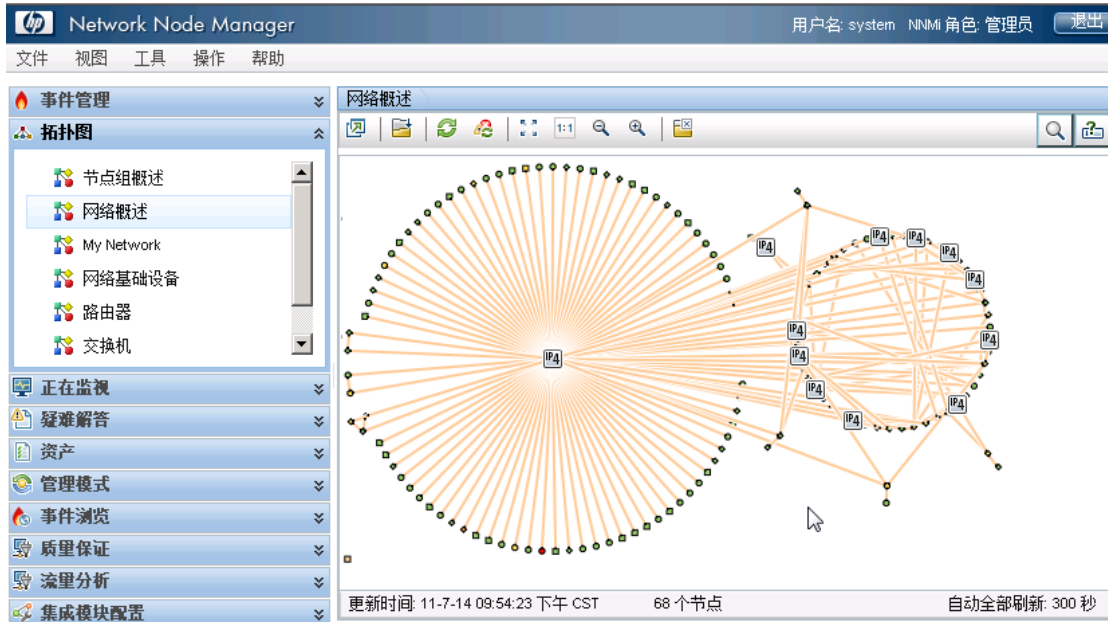 hp Network Node Manager 用户名: system NNMi 角色: 管理员 退出
文件 视图 工具 操作 帮助
事件管理
拓扑图
节点组概述
网络概述
My Network
网络基础设备
路由器
交换机
正在监视
疑难解答
资产
管理模式
事件浏览
质量保证
流里分析
集成模块配置
网络概述
1:1
IP4
IP4
IP4
IP4
IP4
IP4
IP4
IP4
IP4
IP4
IP4
IP4
更新时间: 11-7-14 09:54:23 下午 CST 68 个节点 自动全部刷新: 300 秒